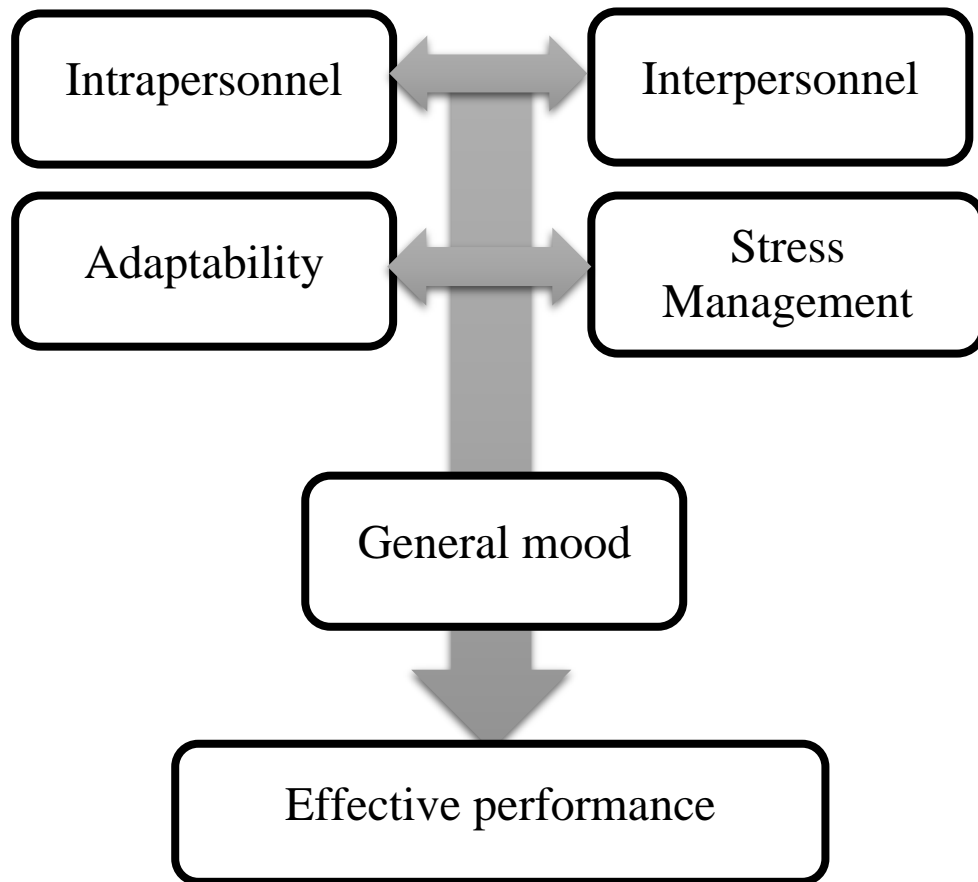 Intrapersonnel
Interpersonnel
Adaptability
Stress
Management
General mood
Effective performance